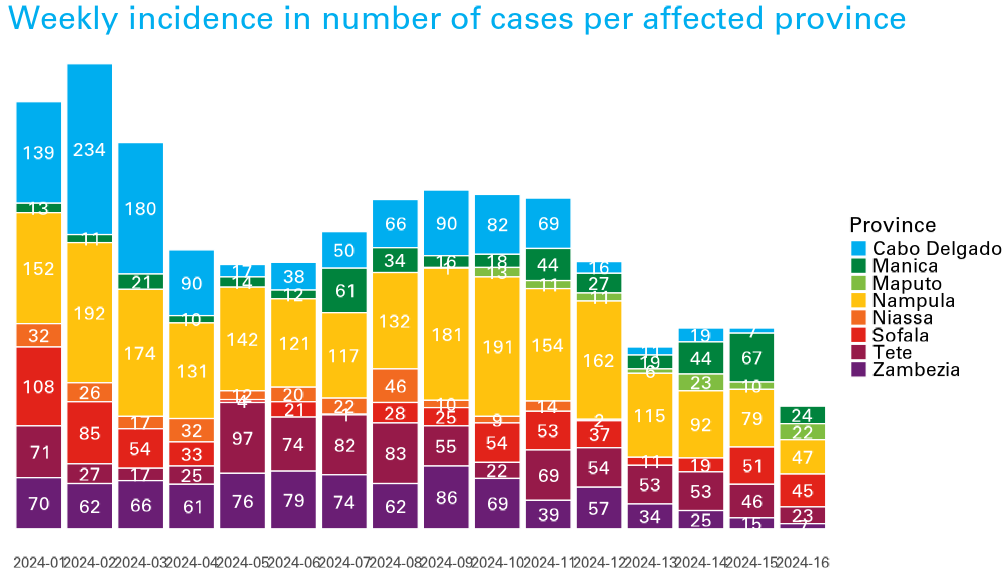 Weekly incidence in number of cases per affected province
139 13 152 32 108 71 70
234 11 192 26 85 27 62
180 21 174 17 54 17 66
90 10 131 32 33 25 61
17 14 142 12 4 97 76
38 12 121 20 21 74 79
50 61 117 22 1 82 74
66 34 132 46 28 83 62
90 16 1 181 10 25 55 86
82 18 13 191 9 54 22 69
69 44 11 154 14 53 69 39
16 27 11 162 2 37 54 57
11 19 6 115 11 53 34
19 44 23 92 19 53 25
7 67 10 79 51 46 15
24 22 47 45 23 7
2024-01 2024-02 2024-03 2024-04 2024-05 2024-06 2024-07 2024-08 2024-09 2024-10 2024-11 2024-12 2024-13 2024-14 2024-15 2024-16
Province
Cabo Delgado
Manica
Maputo
Nampula
Niassa
Sofala
Tete
Zambezia